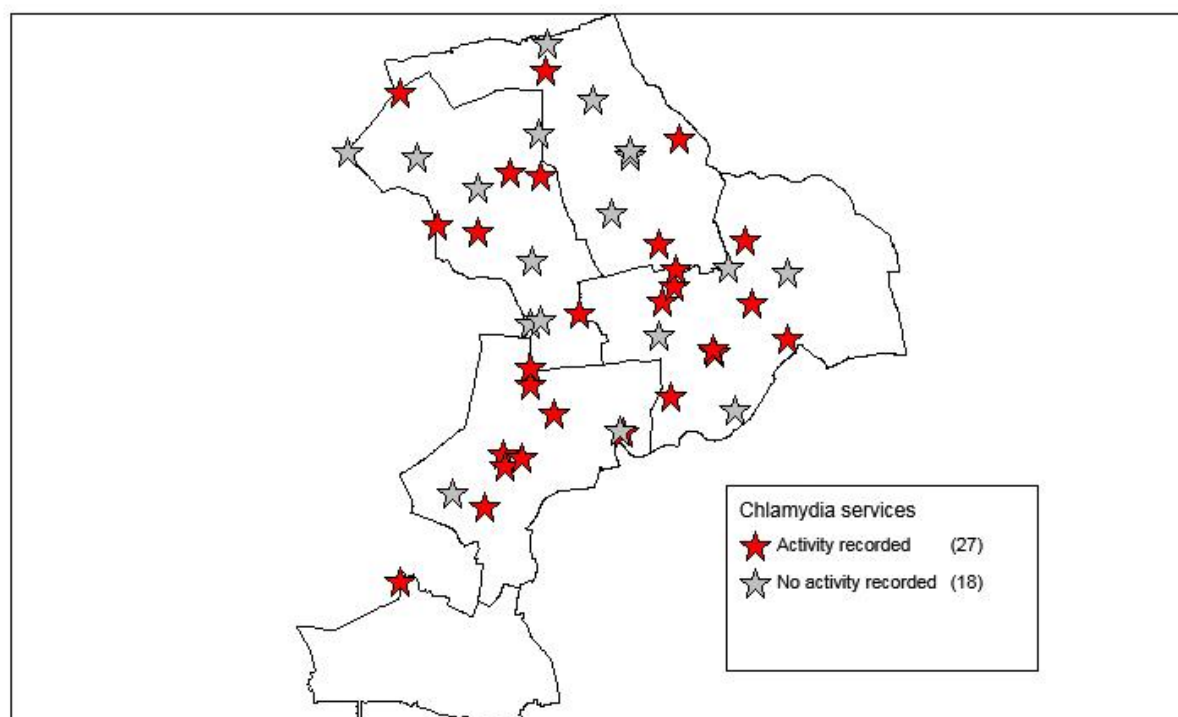 Chlamydia services
Activity recorded (27)
No activity recorded (18)